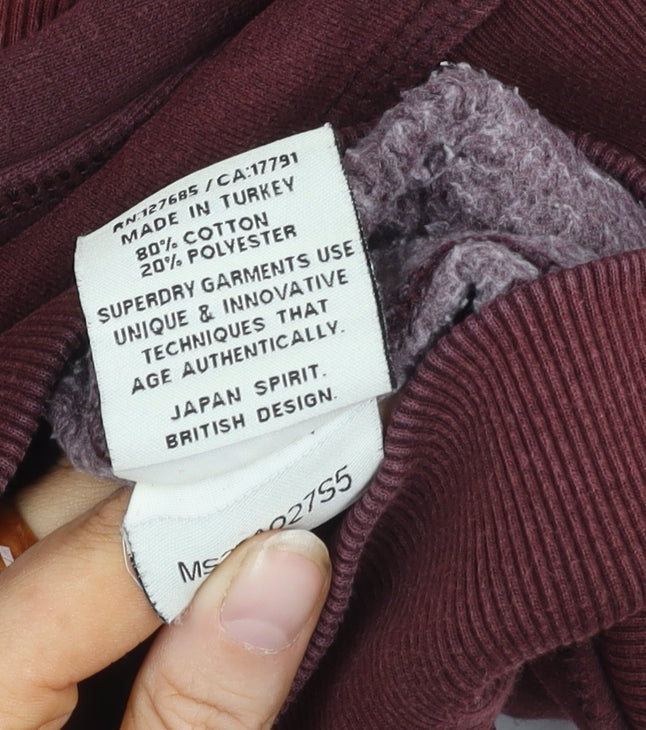 RN:127685 / CA:17791
MADE IN TURKEY
80% COTTON
20% POLYESTER
SUPERDRY GARMENTS USE
UNIQUE & INNOVATIVE
TECHNIQUES THAT
AGE AUTHENTICALLY.
JAPAN SPIRIT.
BRITISH DESIGN.